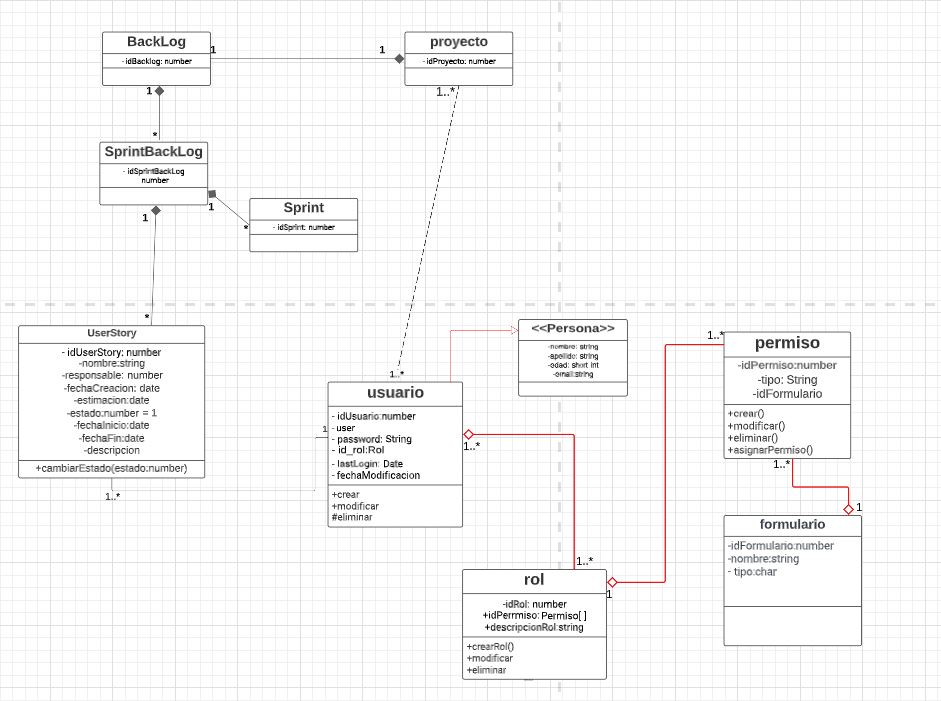 BackLog
- idBacklog: number
1
1
proyecto
- idProyecto: number
1..*
1
*
SprintBackLog
- idSprintBackLog
number
1
*
Sprint
- idSprint: number
1
*
UserStory
- idUserStory: number
-nombre:string
-responsable: number
-fechaCreacion: date
-estimacion:date
-estado:number = 1
-fechaInicio:date
-fechaFin:date
-descripcion
+cambiarEstado(estado:number)
1..*
1..*
usuario
- idUsuario:number
- user
- password: String
- id_rol:Rol
- lastLogin: Date
- fechaModificacion
+crear
+modificar
#eliminar
1
1..*
<<Persona>>
-nombre: string
-apellido: string
-edad: short int
-email:string
1..*
rol
-idRol: number
+idPermmiso: Permiso[ ]
+descripcionRol:string
+crearRol()
+modificar
+eliminar
1
1..*
permiso
-idPermiso:number
-tipo: String
-idFormulario
+crear()
+modificar()
+eliminar()
+asignarPermiso()
1..*
1
formulario
-idFormulario:number
-nombre:string
- tipo:char